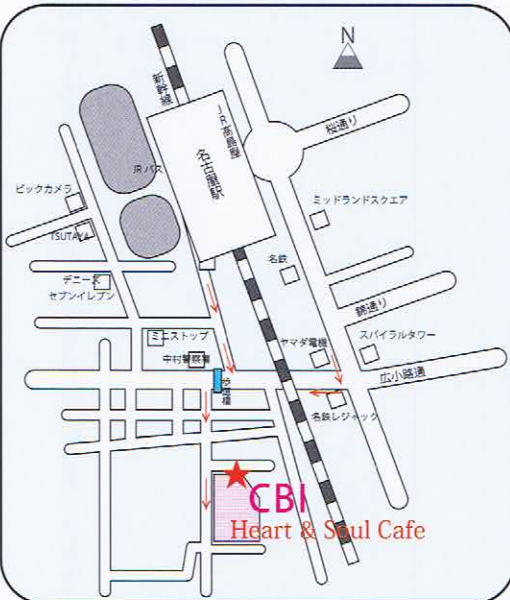 N
新幹線
JR高島屋
名古屋駅
桜通り
JRバス
ビックカメラ
ミッドランドスクエア
TSUTAYA
名鉄
デニーズ
セブンイレブン
錦通り
ミニストップ
ヤマダ電機
スパイラルタワー
中村警察署
歩道橋
広小路通
名鉄レジャック
CBI
Heart & Soul Cafe